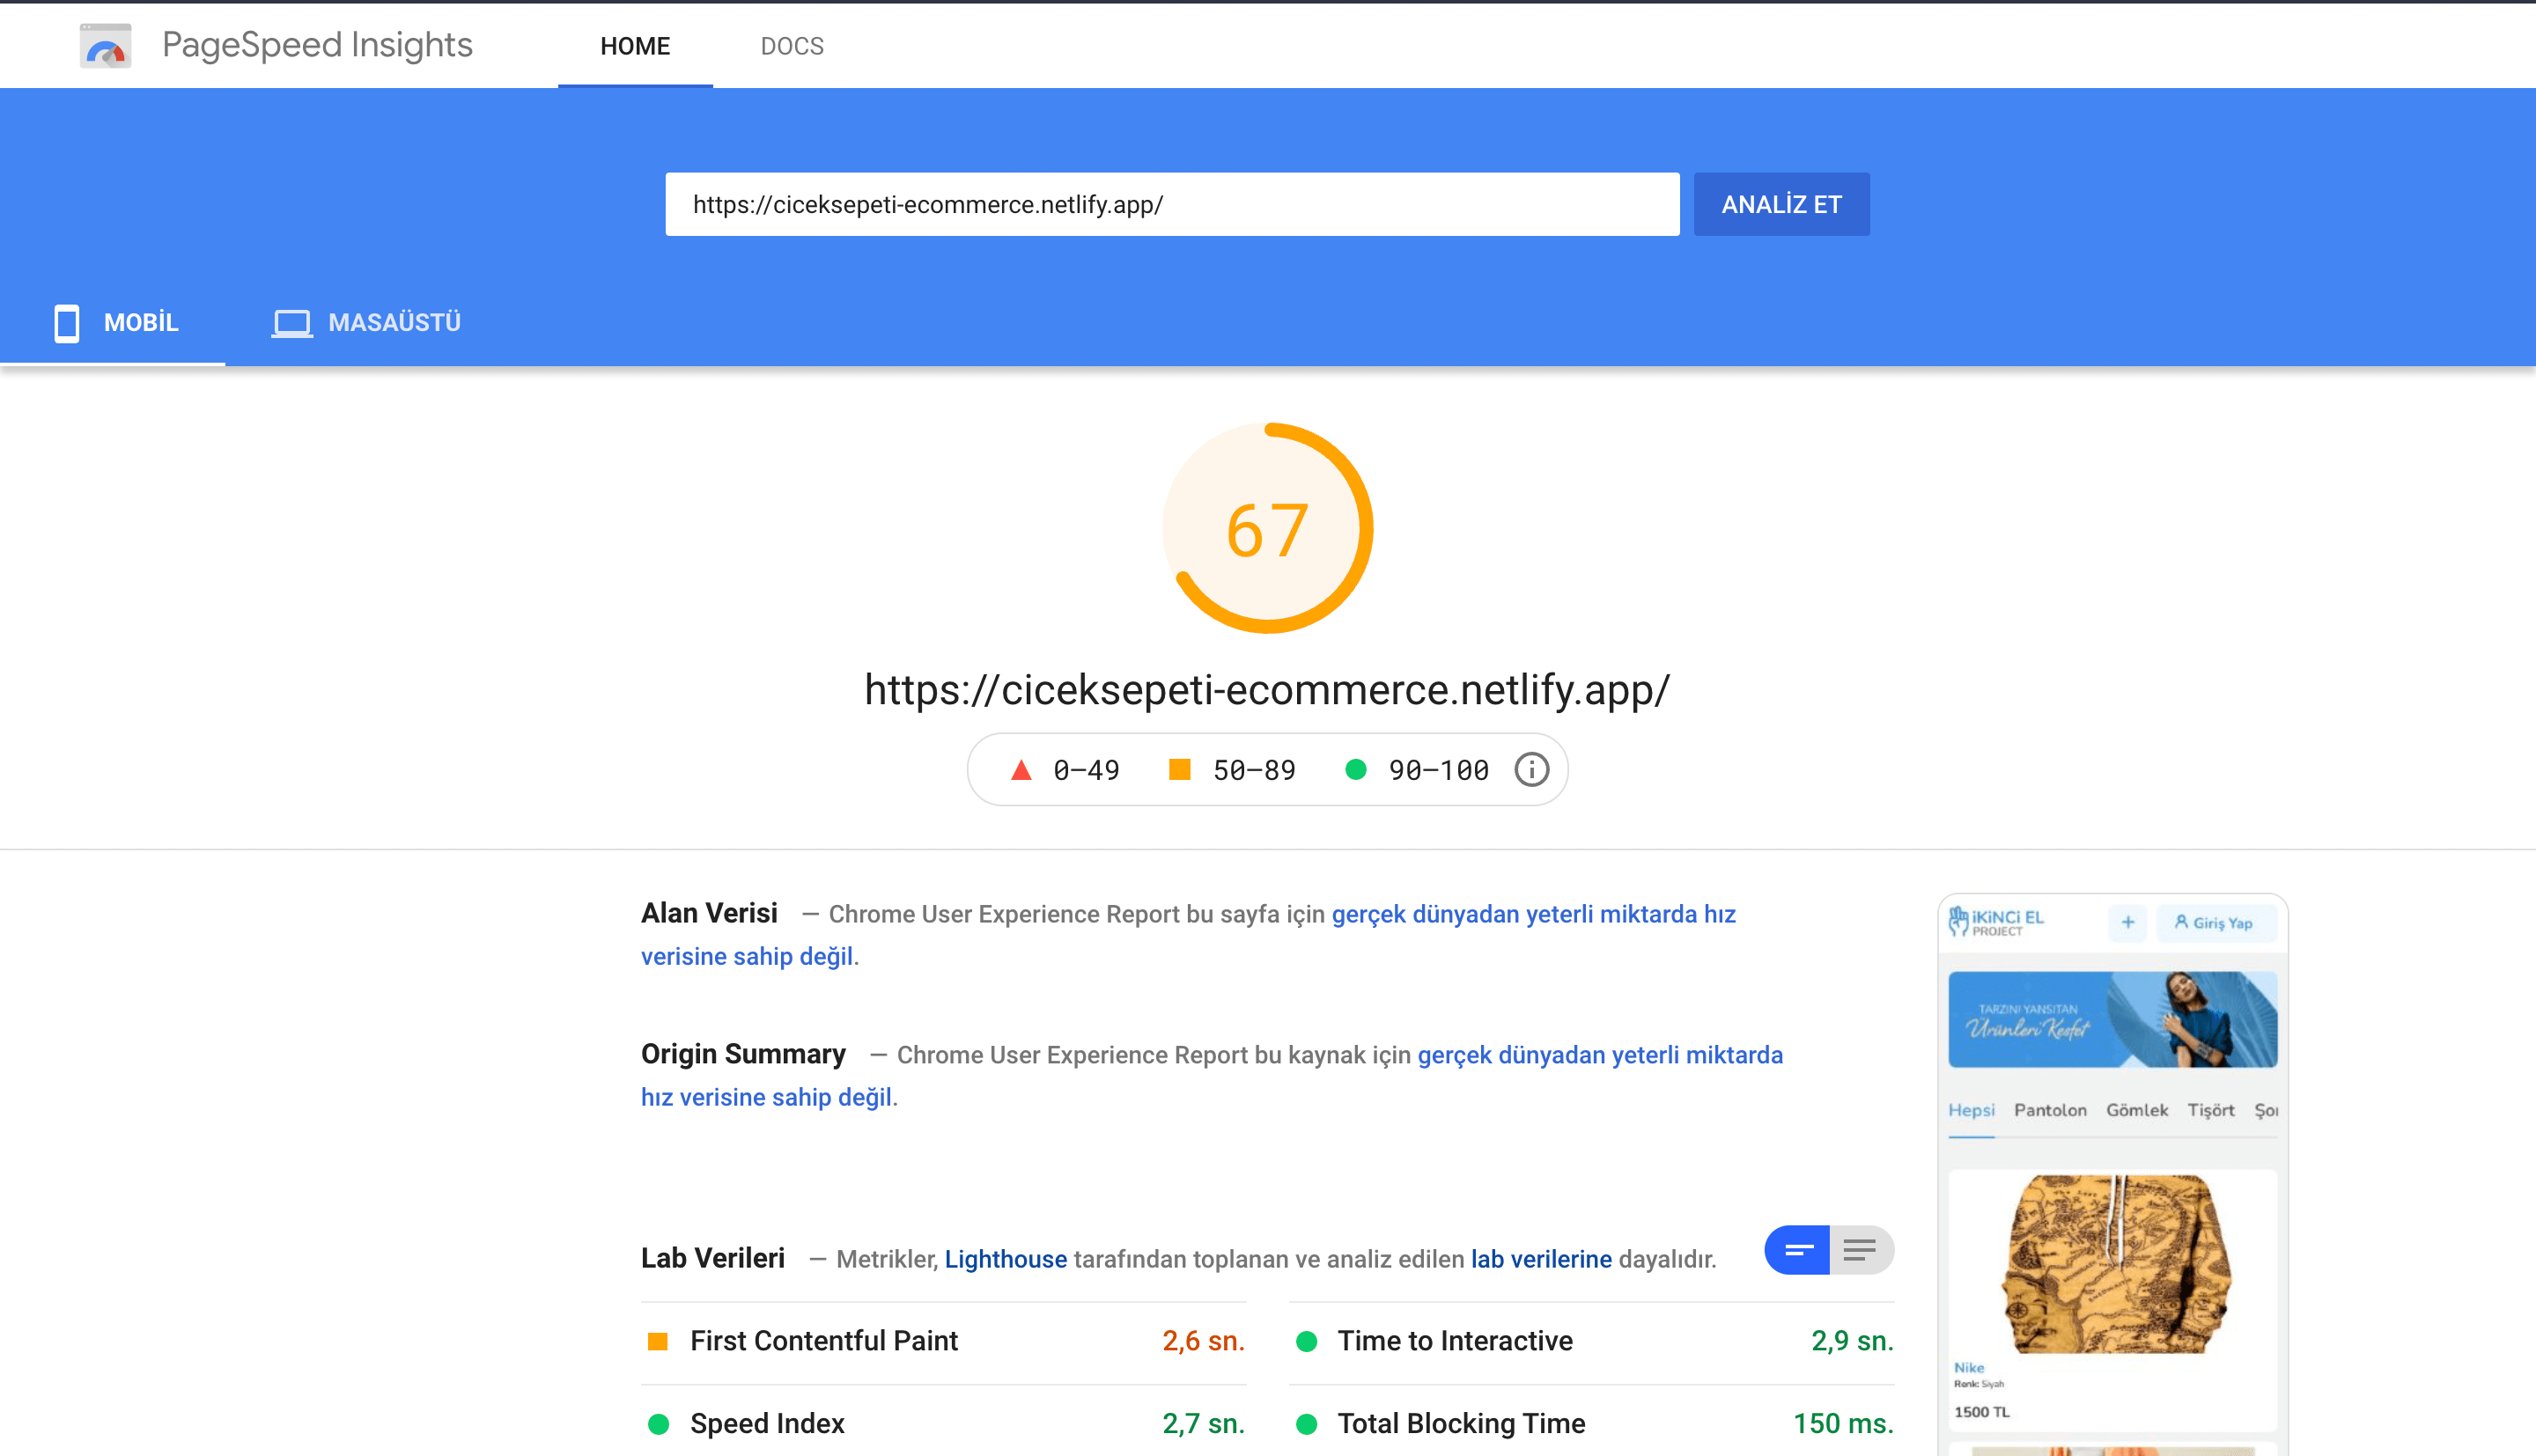 PageSpeed Insights
HOME
DOCS
https://ciceksepeti-ecommerce.netlify.app/
ANALİZ ET
MOBİL
MASAÜSTÜ
67
https://ciceksepeti-ecommerce.netlify.app/
0–49
50–89
90–100
Alan Verisi — Chrome User Experience Report bu sayfa için gerçek dünyadan yeterli miktarda hız
verisine sahip değil.
Origin Summary — Chrome User Experience Report bu kaynak için gerçek dünyadan yeterli miktarda
hız verisine sahip değil.
Lab Verileri — Metrikler, Lighthouse tarafından toplanan ve analiz edilen lab verilerine dayalıdır.
First Contentful Paint 2,6 sn.
Time to Interactive 2,9 sn.
Speed Index 2,7 sn.
Total Blocking Time 150 ms.
iKiNCi EL
PROJECT
+
Giriş Yap
TARZINI YANSITAN
Ürünleri Keşfet
Hepsi Pantolon Gömlek Tişört Şor
Nike
Renk: Siyah
1500 TL